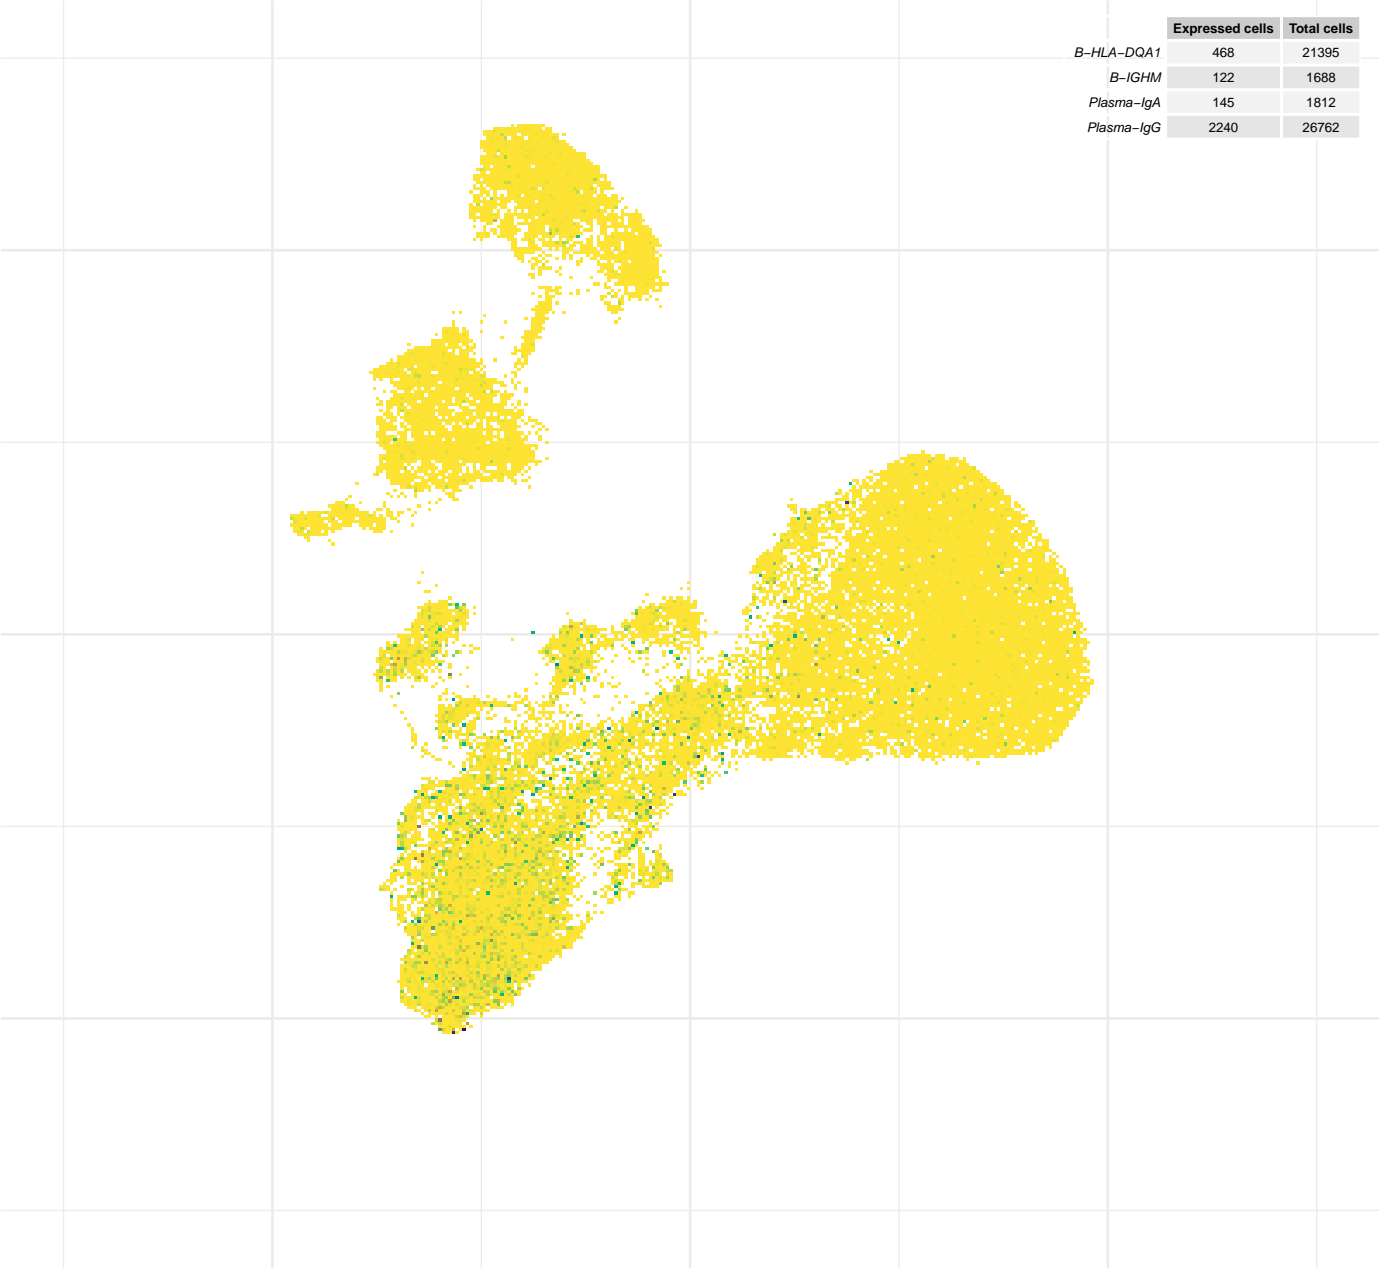 Expressed cells Total cells
B−HLA−DQA1 468 21395
B−IGHM 122 1688
Plasma−IgA 145 1812
Plasma−IgG 2240 26762